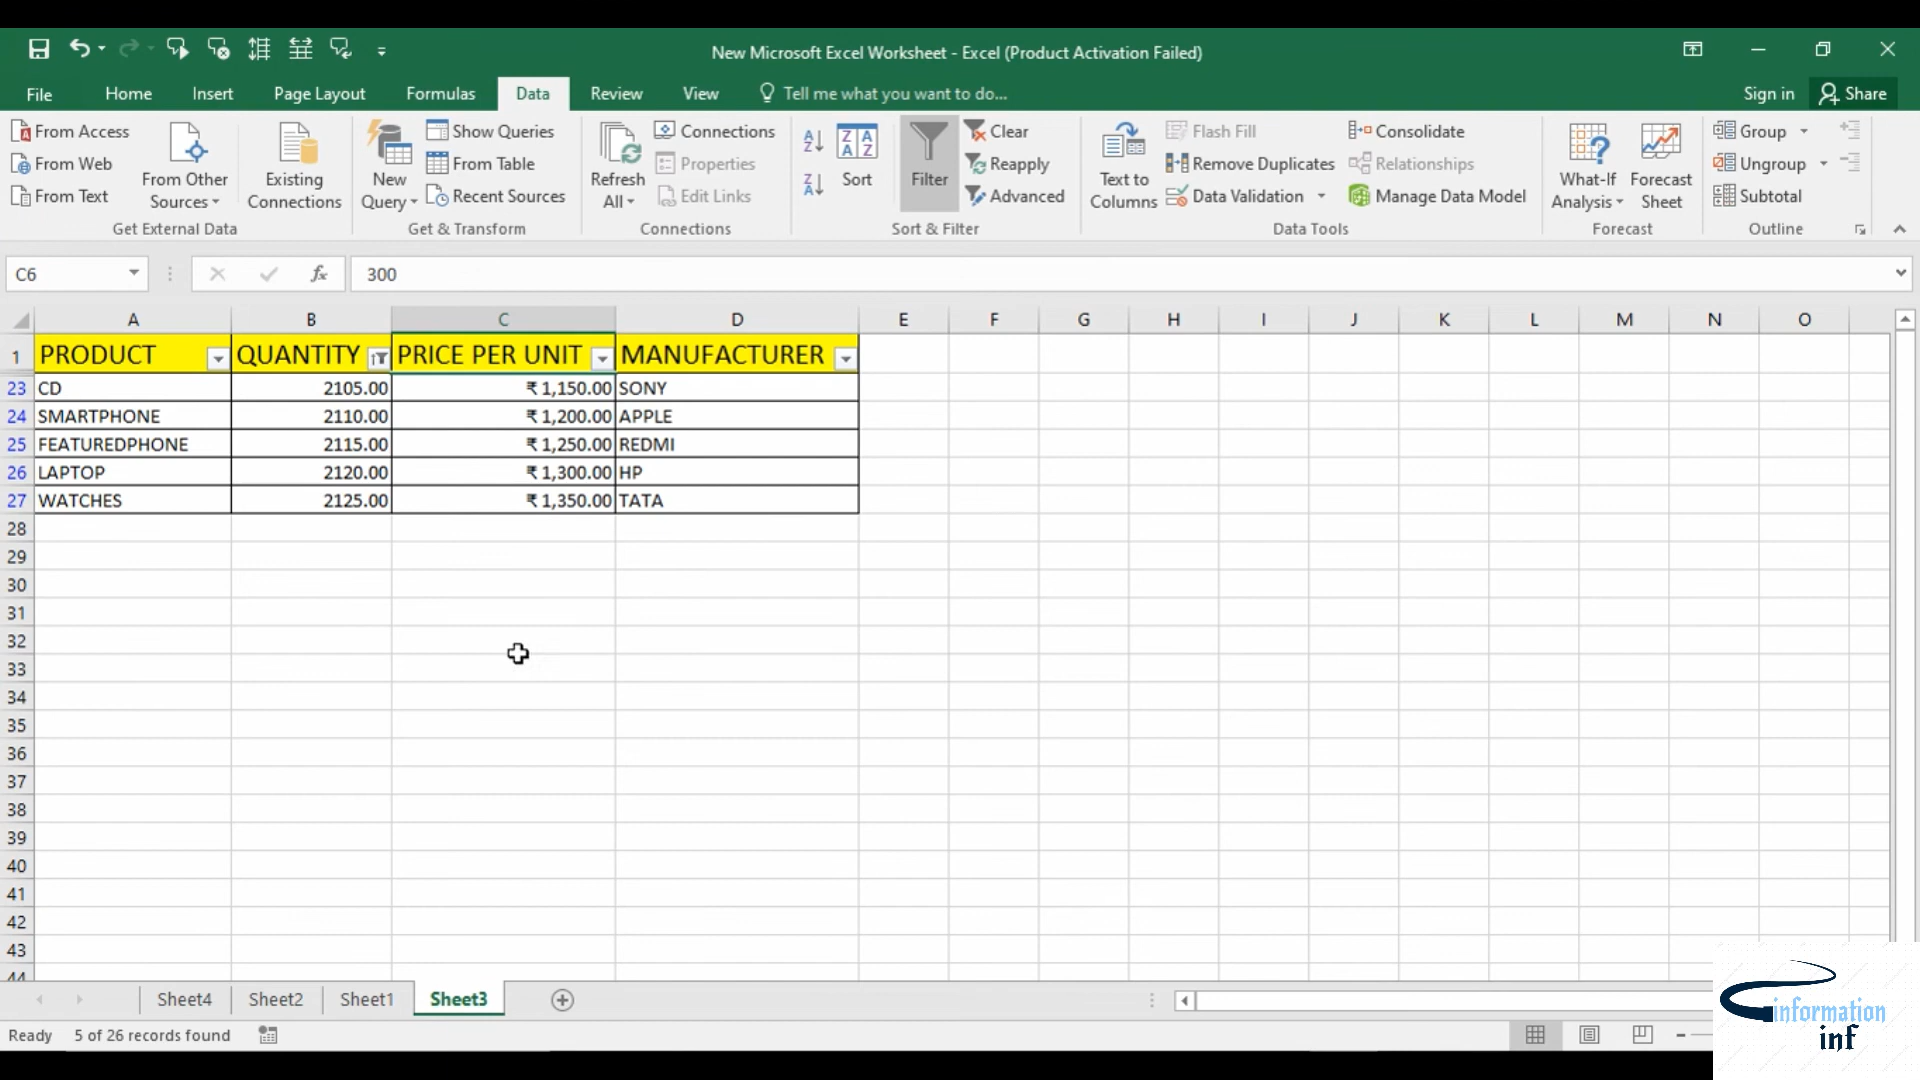 New Microsoft Excel Worksheet - Excel (Product Activation Failed)
File Home Insert Page Layout Formulas Data Review View Tell me what you want to do... Sign in Share
From Access
From Web
From Text
From Other Sources
Existing Connections
Get External Data
New Query
Show Queries
From Table
Recent Sources
Get & Transform
Refresh All
Connections
Properties
Edit Links
Connections
Sort
Filter
Clear
Reapply
Advanced
Sort & Filter
Text to Columns
Flash Fill
Remove Duplicates
Data Validation
Consolidate
Relationships
Manage Data Model
Data Tools
What-If Analysis
Forecast Sheet
Forecast
Group
Ungroup
Subtotal
Outline
C6 fx 300
A B C D E F G H I J K L M N O
1 PRODUCT QUANTITY PRICE PER UNIT MANUFACTURER
23 CD 2105.00 ₹ 1,150.00 SONY
24 SMARTPHONE 2110.00 ₹ 1,200.00 APPLE
25 FEATUREDPHONE 2115.00 ₹ 1,250.00 REDMI
26 LAPTOP 2120.00 ₹ 1,300.00 HP
27 WATCHES 2125.00 ₹ 1,350.00 TATA
28
29
30
31
32
33
34
35
36
37
38
39
40
41
42
43
44
Sheet4 Sheet2 Sheet1 Sheet3
Ready 5 of 26 records found
information
inf